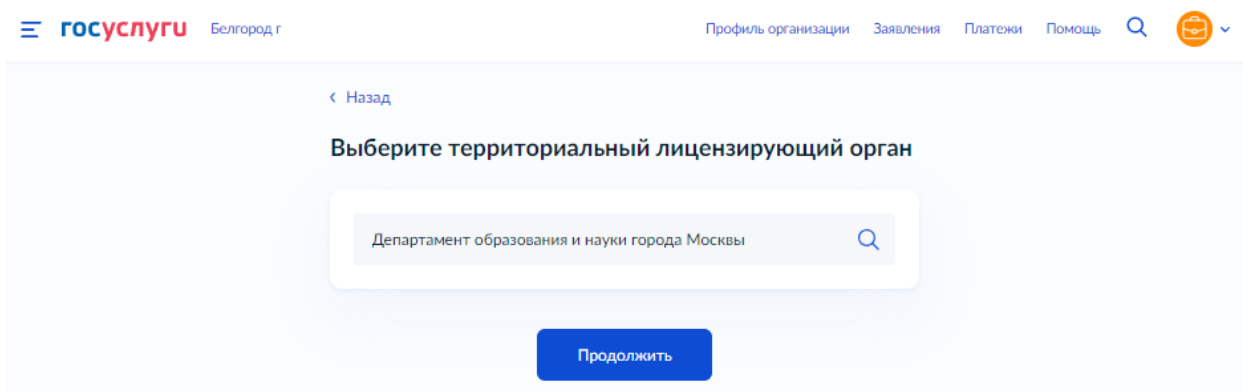 госуслуги Белгород г Профиль организации Заявления Платежи Помощь
Назад
Выберите территориальный лицензирующий орган
Департамент образования и науки города Москвы
Продолжить